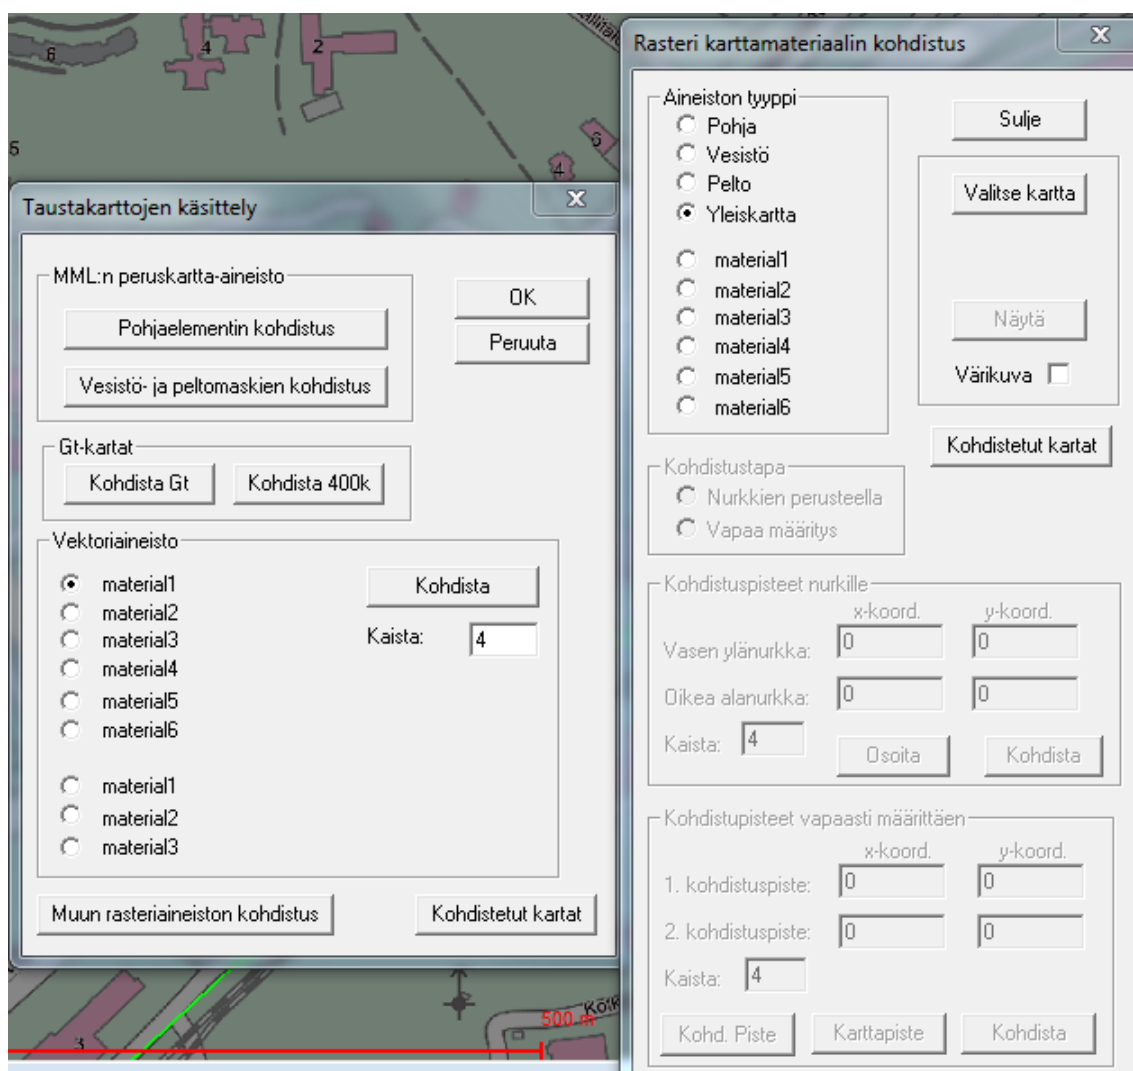 6
4
2
6
5
4
Taustakarttojen käsittely
MML:n peruskartta-aineisto
Pohjaelementin kohdistus
Vesistö- ja peltomaskien kohdistus
OK
Peruuta
Gt-kartat
Kohdista Gt
Kohdista 400k
Vektoriaineisto
material1
material2
material3
material4
material5
material6
material1
material2
material3
Kohdista
Kaista: 4
Muun rasteriaineiston kohdistus
Kohdistetut kartat
3
500 m
Rasteri karttamateriaalin kohdistus
Aineiston tyyppi
Pohja
Vesistö
Pelto
Yleiskartta
material1
material2
material3
material4
material5
material6
Sulje
Valitse kartta
Näytä
Värikuva
Kohdistetut kartat
Kohdistustapa
Nurkkien perusteella
Vapaa määritys
Kohdistuspisteet nurkille
x-koord. y-koord.
Vasen ylänurkka: 0 0
Oikea alanurkka: 0 0
Kaista: 4
Osoita
Kohdista
Kohdistupisteet vapaasti määrittäen
x-koord. y-koord.
1. kohdistuspiste: 0 0
2. kohdistuspiste: 0 0
Kaista: 4
Kohd. Piste
Karttapiste
Kohdista